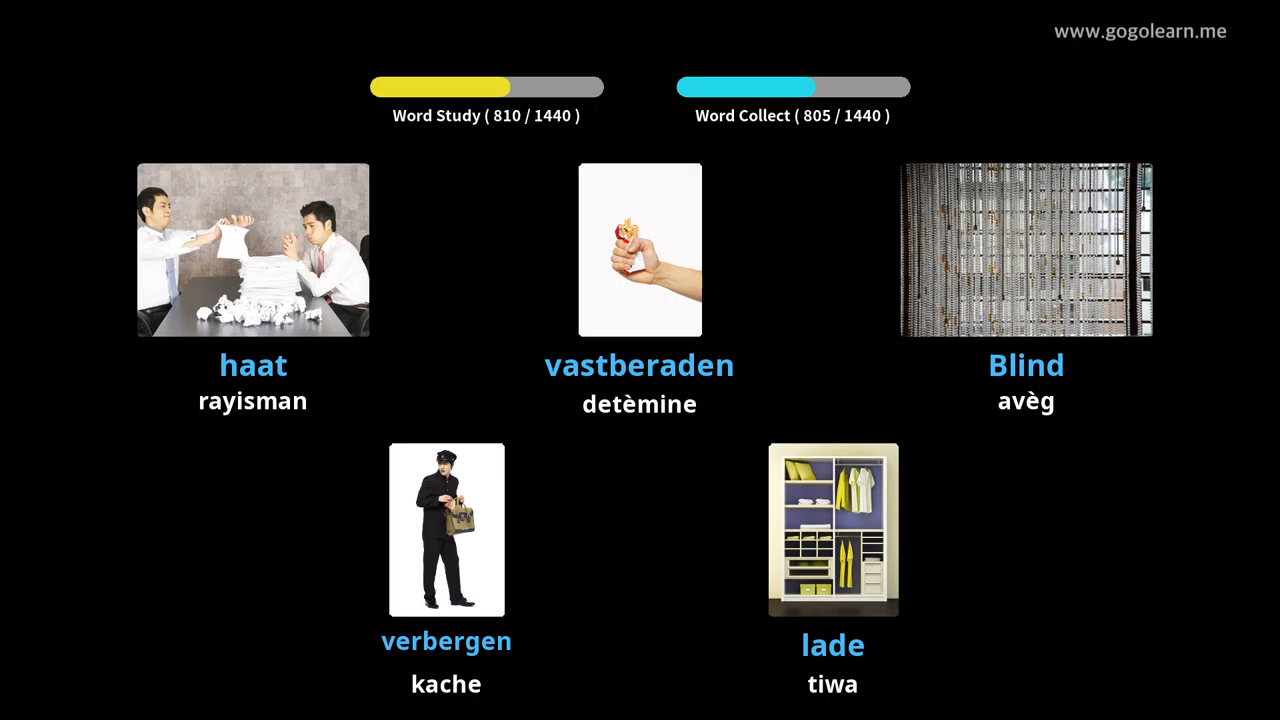 www.gogolearn.me
Word Study ( 810 / 1440 )
Word Collect ( 805 / 1440 )
haat
rayisman
vastberaden
detèmine
Blind
avèg
verbergen
kache
lade
tiwa